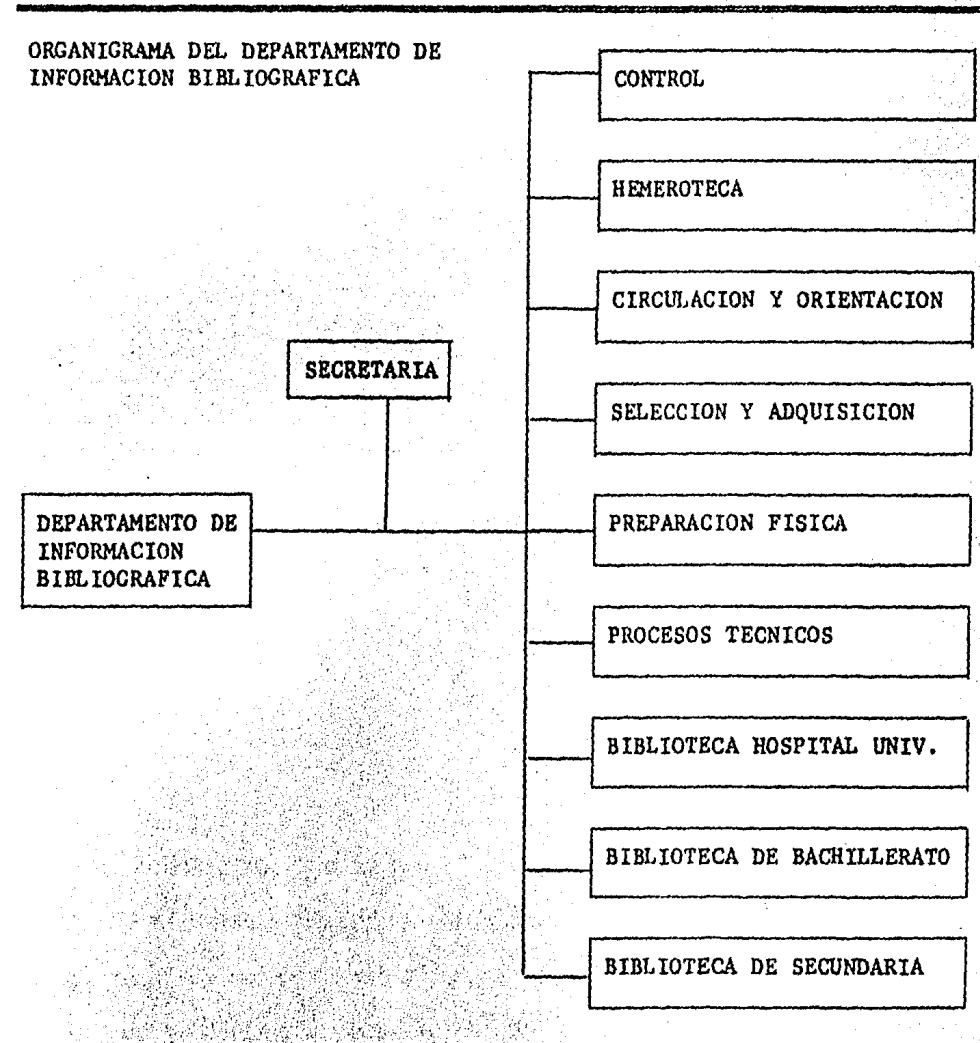 ORGANIGRAMA DEL DEPARTAMENTO DE
INFORMACION BIBLIOGRAFICA
CONTROL
HEMEROTECA
CIRCULACION Y ORIENTACION
SECRETARIA
SELECCION Y ADQUISICION
DEPARTAMENTO DE
INFORMACION
BIBLIOGRAFICA
PREPARACION FISICA
PROCESOS TECNICOS
BIBLIOTECA HOSPITAL UNIV.
BIBLIOTECA DE BACHILLERATO
BIBLIOTECA DE SECUNDARIA